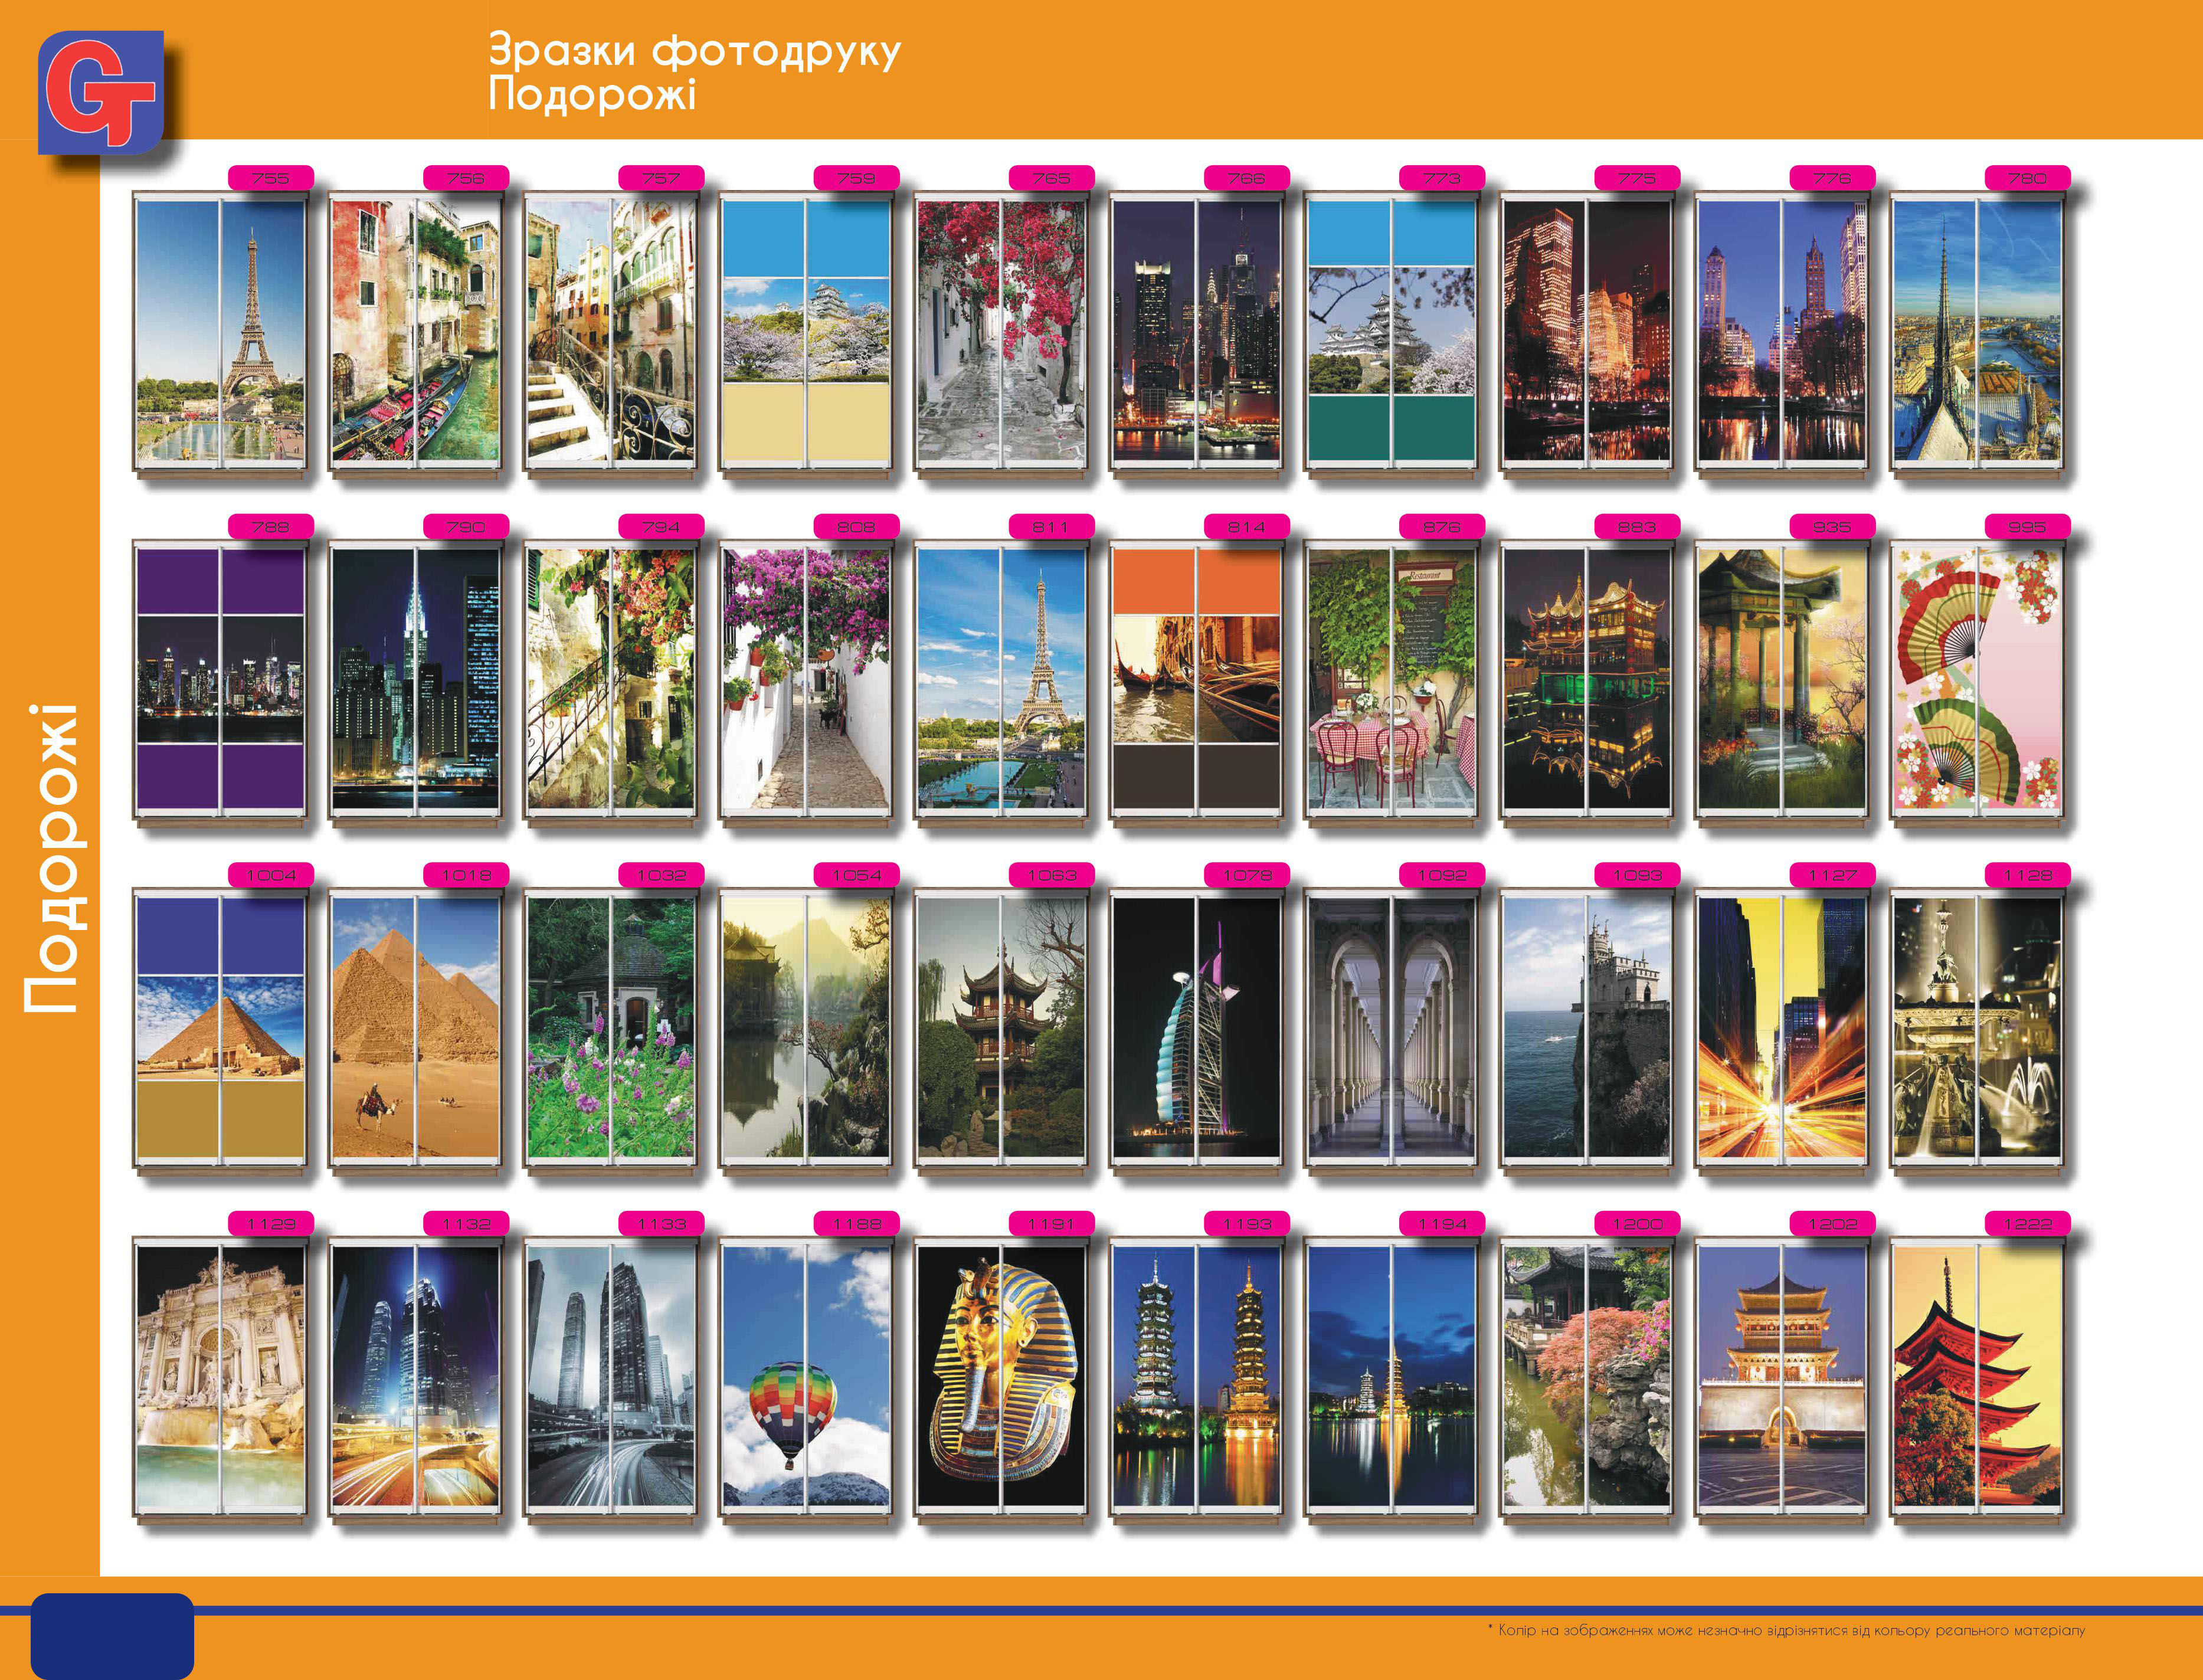 GT
Зразки фотодруку
Подорожі
Подорожі
755 756 757 759 765 766 773 775 776 780
788 790 794 808 811 814 876 883 935 995
Restaurant
1004 1018 1032 1054 1063 1078 1092 1093 1127 1128
1129 1132 1133 1188 1191 1193 1194 1200 1202 1222
* Колір на зображеннях може незначно відрізнятися від кольору реального матеріалу